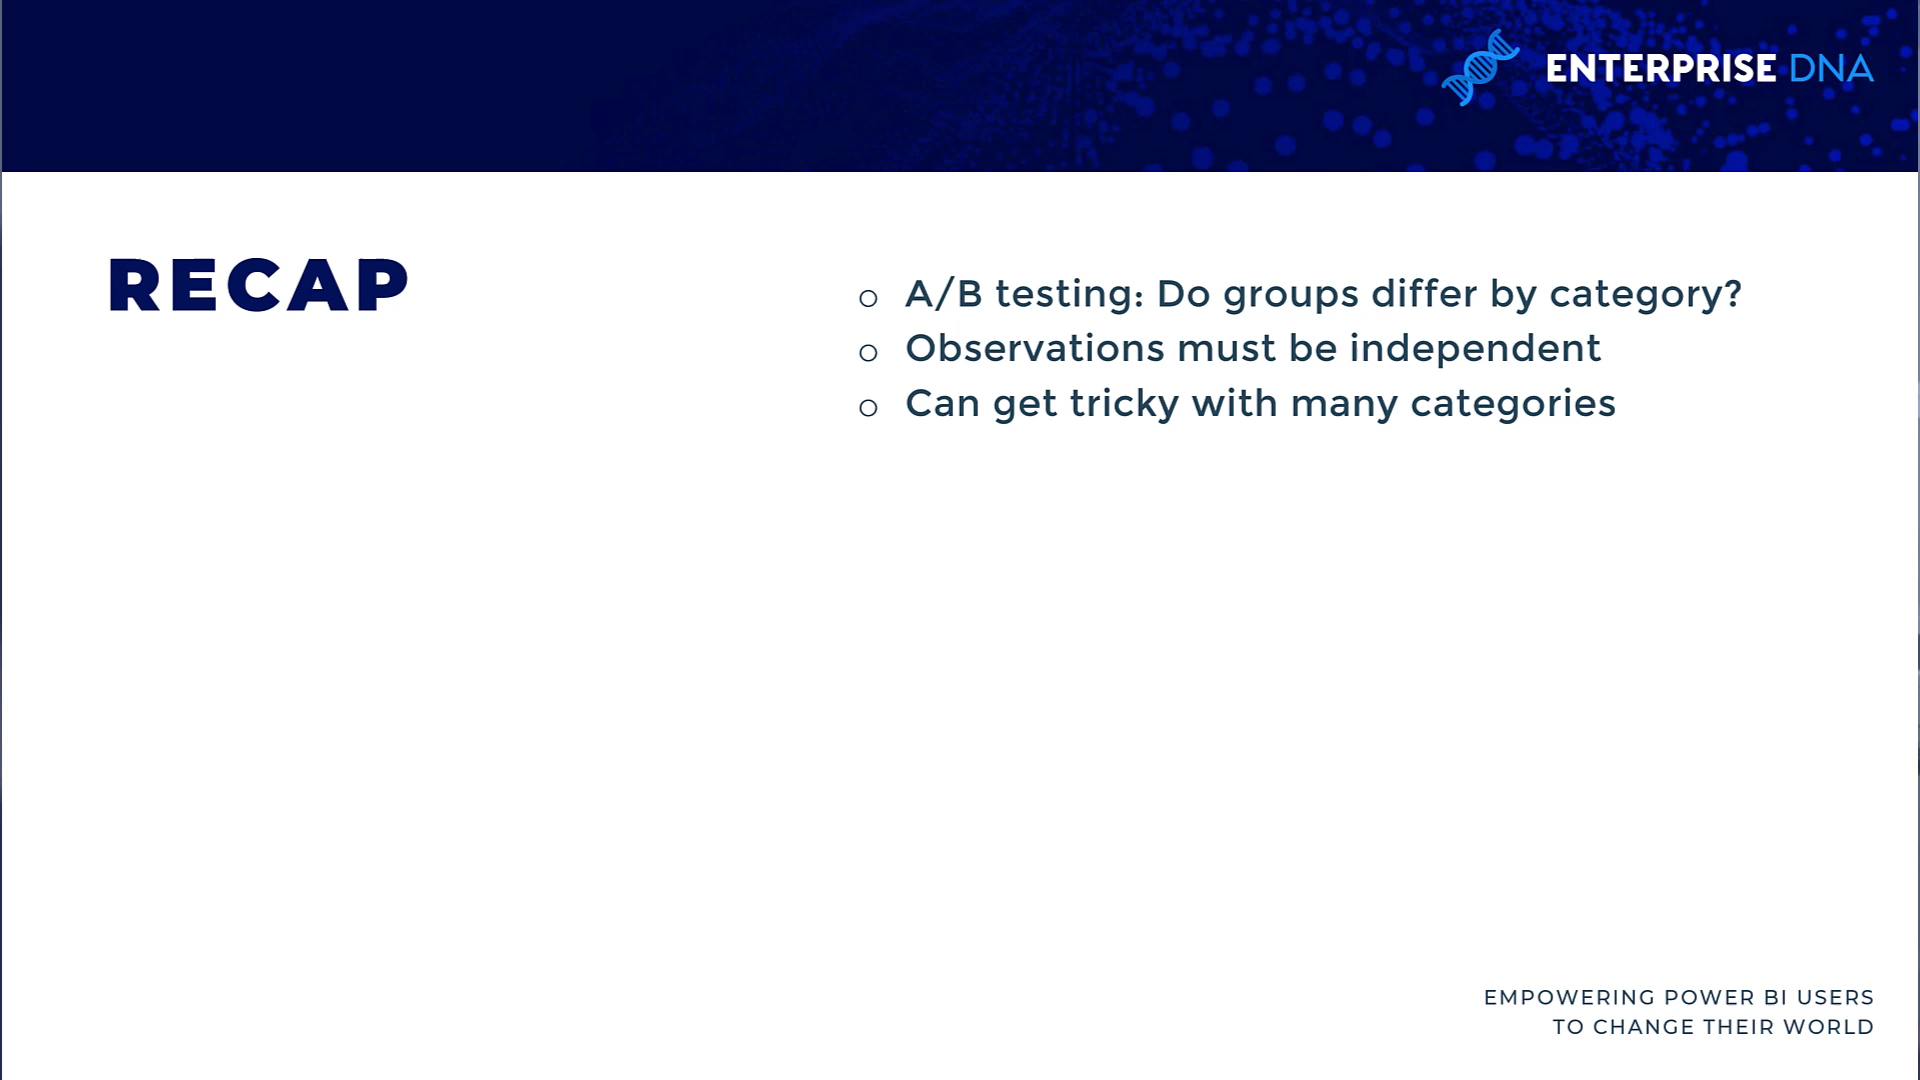 ENTERPRISE DNA
RECAP
o A/B testing: Do groups differ by category?
o Observations must be independent
o Can get tricky with many categories
EMPOWERING POWER BI USERS
TO CHANGE THEIR WORLD